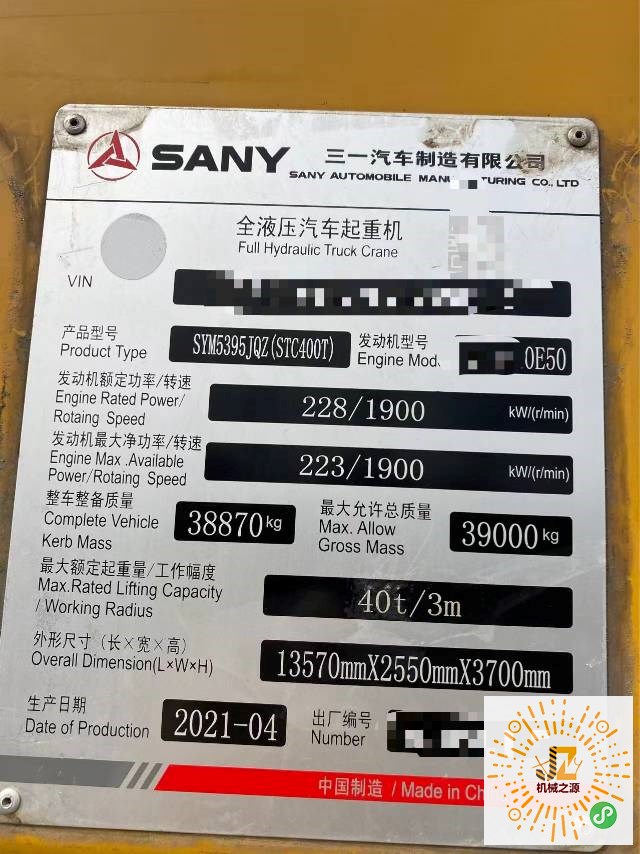 SANY 三一汽车制造有限公司
SANY AUTOMOBILE MANU TURING CO., LTD
全液压汽车起重机
Full Hydraulic Truck Crane
VIN
产品型号
Product Type
SYM5395JQZ(STC400T)
发动机型号
Engine Mod.
0E50
发动机额定功率/转速
Engine Rated Power/
Rotaing Speed
228/1900 kW/(r/min)
发动机最大净功率/转速
Engine Max .Available
Power/Rotaing Speed
223/1900 kW/(r/min)
整车整备质量
Complete Vehicle
Kerb Mass
38870kg
最大允许总质量
Max. Allow
Gross Mass
39000kg
最大额定起重量/工作幅度
Max.Rated Lifting Capacity
/ Working Radius
40t/3m
外形尺寸（长×宽×高）
Overall Dimension(L×W×H)
13570mmX2550mmX3700mm
生产日期
Date of Production
2021-04
出厂编号
Number
中国制造 / Made in Ch
JZ
机械之源